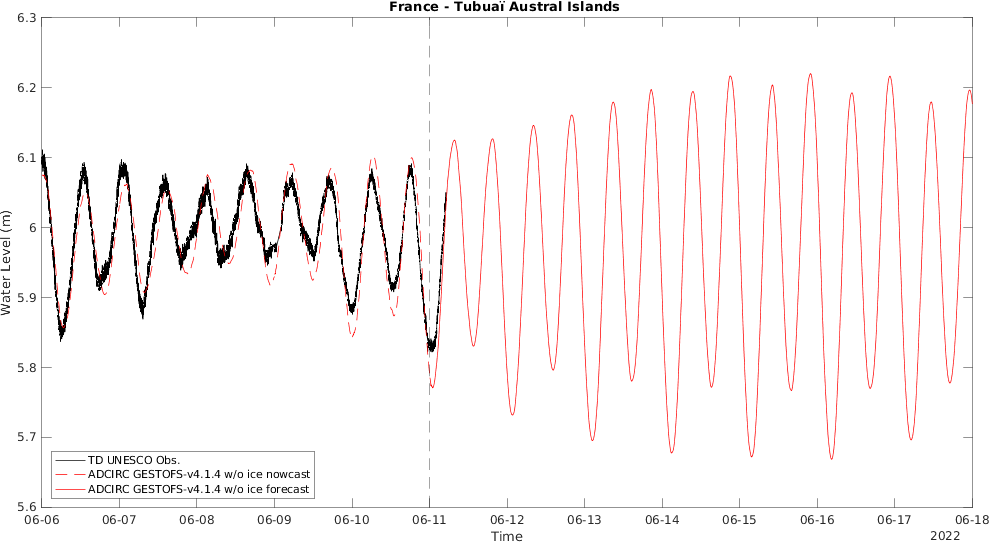 France - Tubuaï Austral Islands
Water Level (m)
6.3
6.2
6.1
6
5.9
5.8
5.7
5.6
TD UNESCO Obs.
ADCIRC GESTOFS-v4.1.4 w/o ice nowcast
ADCIRC GESTOFS-v4.1.4 w/o ice forecast
06-06 06-07 06-08 06-09 06-10 06-11 06-12 06-13 06-14 06-15 06-16 06-17 06-18
Time
2022